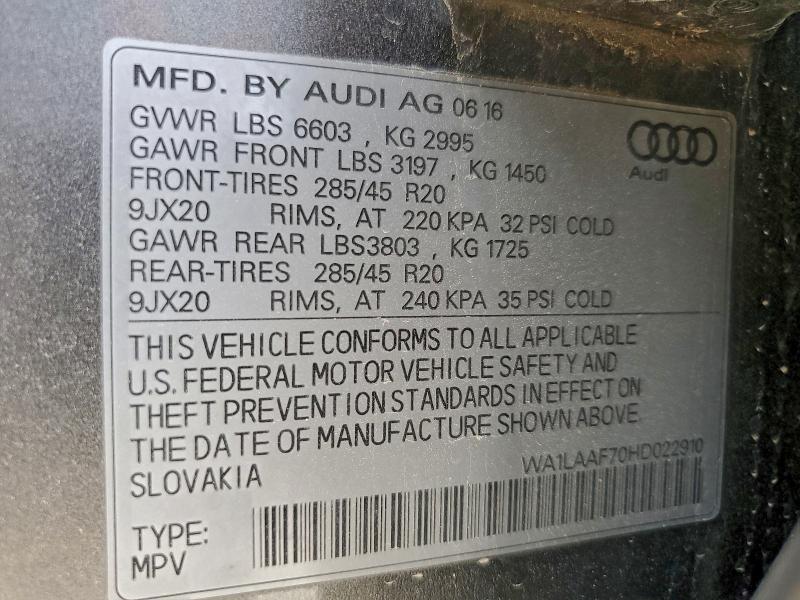 MFD. BY AUDI AG 06 16
GVWR LBS 6603 , KG 2995
GAWR FRONT LBS 3197 , KG 1450
FRONT-TIRES 285/45 R20
9JX20 RIMS, AT 220 KPA 32 PSI COLD
GAWR REAR LBS3803 , KG 1725
REAR-TIRES 285/45 R20
9JX20 RIMS, AT 240 KPA 35 PSI COLD
Audi
THIS VEHICLE CONFORMS TO ALL APPLICABLE
U.S. FEDERAL MOTOR VEHICLE SAFETY AND
THEFT PREVENTION STANDARDS IN EFFECT ON
THE DATE OF MANUFACTURE SHOWN ABOVE.
SLOVAKIA
WA1LAAF70HD022910
TYPE:
MPV